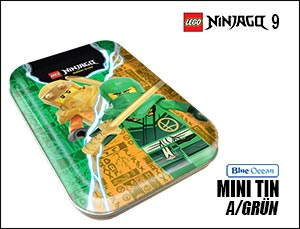 LEGO NINJAGO 9
LEGO NINJAGO
Blue Ocean
MINI TIN
A/GRÜN